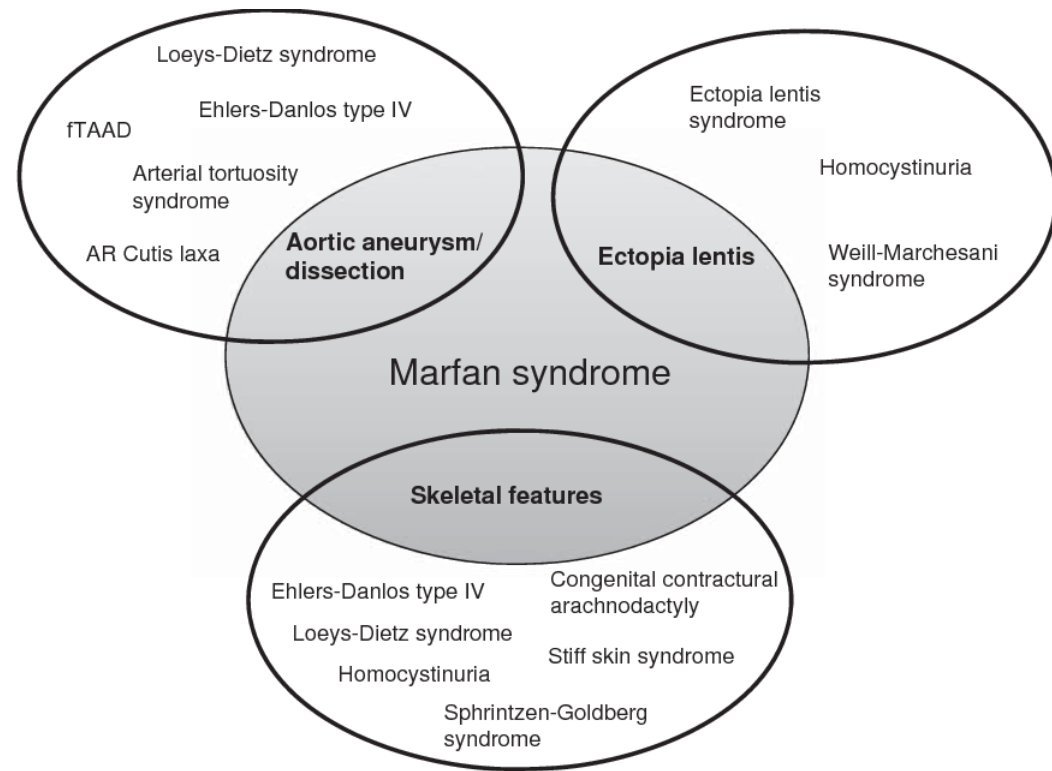 Loeys-Dietz syndrome
Ehlers-Danlos type IV
fTAAD
Arterial tortuosity
syndrome
AR Cutis laxa
Aortic aneurysm/
dissection
Ectopia lentis
syndrome
Homocystinuria
Weill-Marchesani
syndrome
Ectopia lentis
Marfan syndrome
Skeletal features
Ehlers-Danlos type IV
Loeys-Dietz syndrome
Homocystinuria
Congenital contractural
arachnodactyly
Stiff skin syndrome
Sphrintzen-Goldberg
syndrome